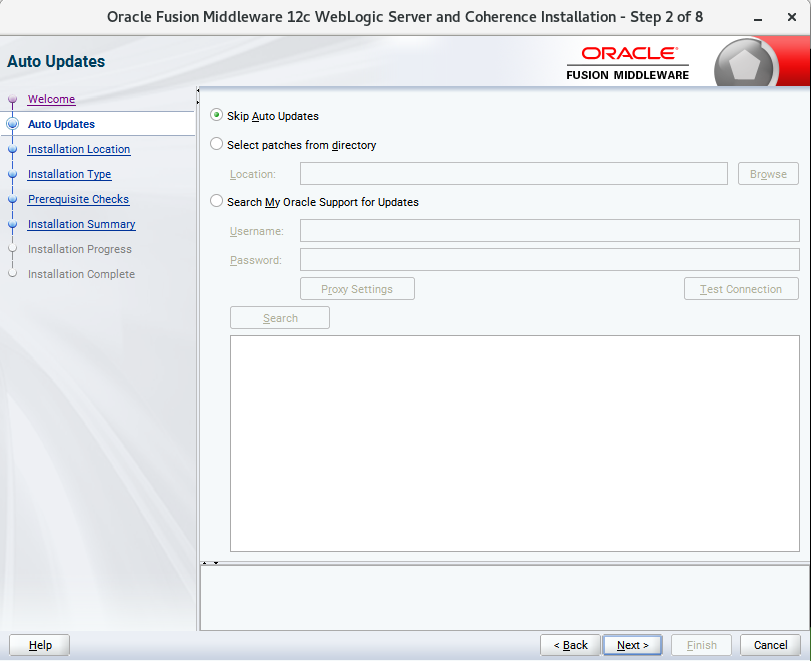 Oracle Fusion Middleware 12c WebLogic Server and Coherence Installation - Step 2 of 8
Auto Updates
ORACLE
FUSION MIDDLEWARE
Welcome
Auto Updates
Installation Location
Installation Type
Prerequisite Checks
Installation Summary
Installation Progress
Installation Complete
Skip Auto Updates
Select patches from directory
Location:
Browse
Search My Oracle Support for Updates
Username:
Password:
Proxy Settings
Test Connection
Search
Help
< Back
Next >
Finish
Cancel